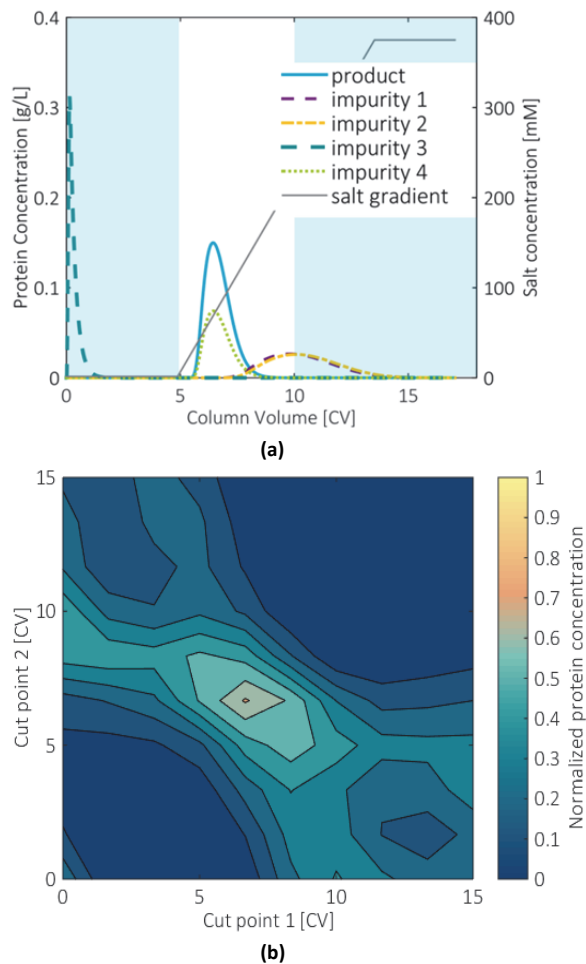 0.4
0.3
0.2
0.1
0
Protein Concentration [g/L]
400
300
200
100
0
Salt concentration [mM]
product
impurity 1
impurity 2
impurity 3
impurity 4
salt gradient
0 5 10 15
Column Volume [CV]
(a)
15
10
5
0
Cut point 2 [CV]
0 5 10 15
Cut point 1 [CV]
1
0.9
0.8
0.7
0.6
0.5
0.4
0.3
0.2
0.1
0
Normalized protein concentration
(b)